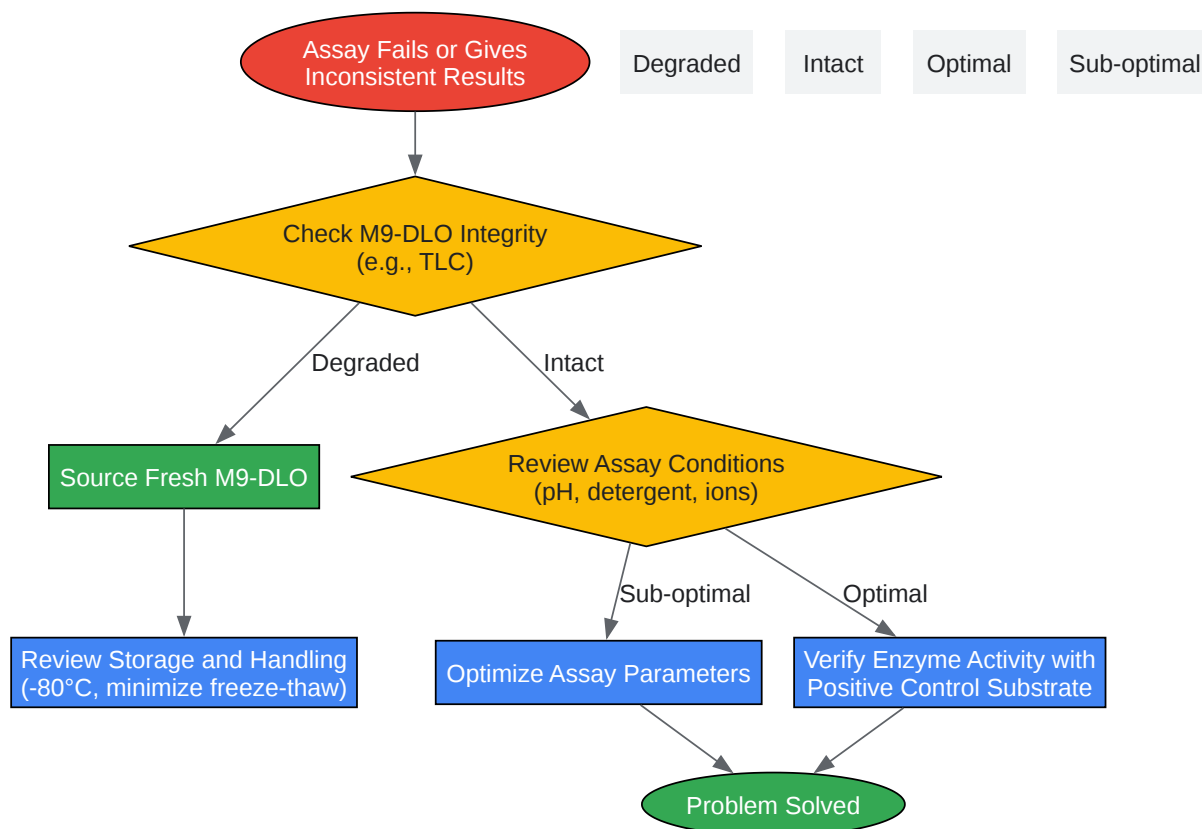 Assay Fails or Gives
Inconsistent Results
Degraded
Intact
Optimal
Sub-optimal
Check M9-DLO Integrity
(e.g., TLC)
Degraded
Intact
Source Fresh M9-DLO
Review Assay Conditions
(pH, detergent, ions)
Sub-optimal
Optimal
Review Storage and Handling
(-80°C, minimize freeze-thaw)
Optimize Assay Parameters
Verify Enzyme Activity with
Positive Control Substrate
Problem Solved